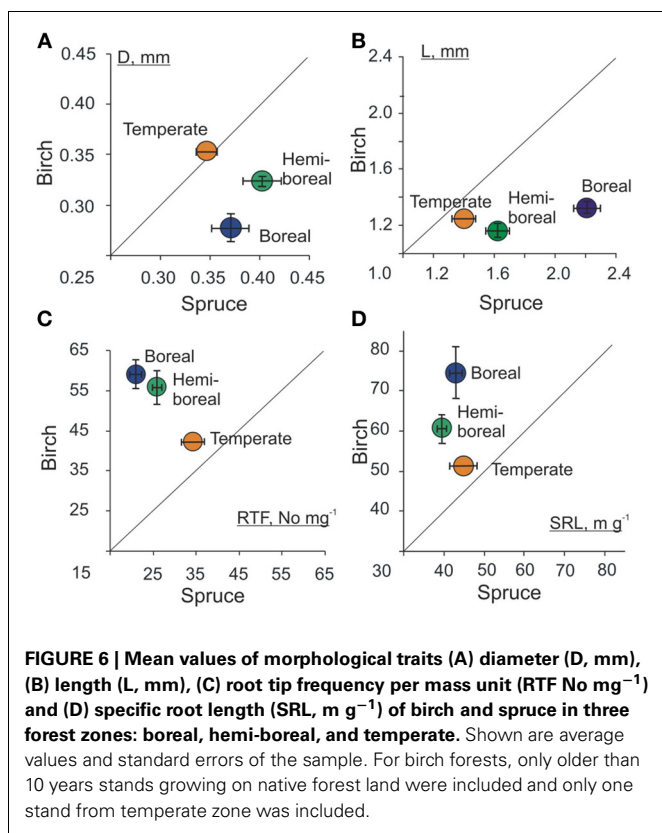 A
0.45
D, mm
0.40
Temperate
0.35
Hemi-
boreal
0.30
Boreal
Birch
0.25
0.30 0.35 0.40 0.45
Spruce
B
2.4
L, mm
2.0
1.6
Boreal
Temperate
Hemi-
boreal
1.2
Birch
1.0
1.2 1.6 2.0 2.4
Spruce
C
65
Boreal
Hemi-
boreal
55
45
Temperate
35
25
Birch
RTF, No mg⁻¹
15
25 35 45 55 65
Spruce
D
80
Boreal
70
Hemi-
boreal
60
50
Temperate
40
Birch
SRL, m g⁻¹
30
40 50 60 70 80
Spruce
FIGURE 6 | Mean values of morphological traits (A) diameter (D, mm),
(B) length (L, mm), (C) root tip frequency per mass unit (RTF No mg⁻¹)
and (D) specific root length (SRL, m g⁻¹) of birch and spruce in three
forest zones: boreal, hemi-boreal, and temperate. Shown are average
values and standard errors of the sample. For birch forests, only older than
10 years stands growing on native forest land were included and only one
stand from temperate zone was included.